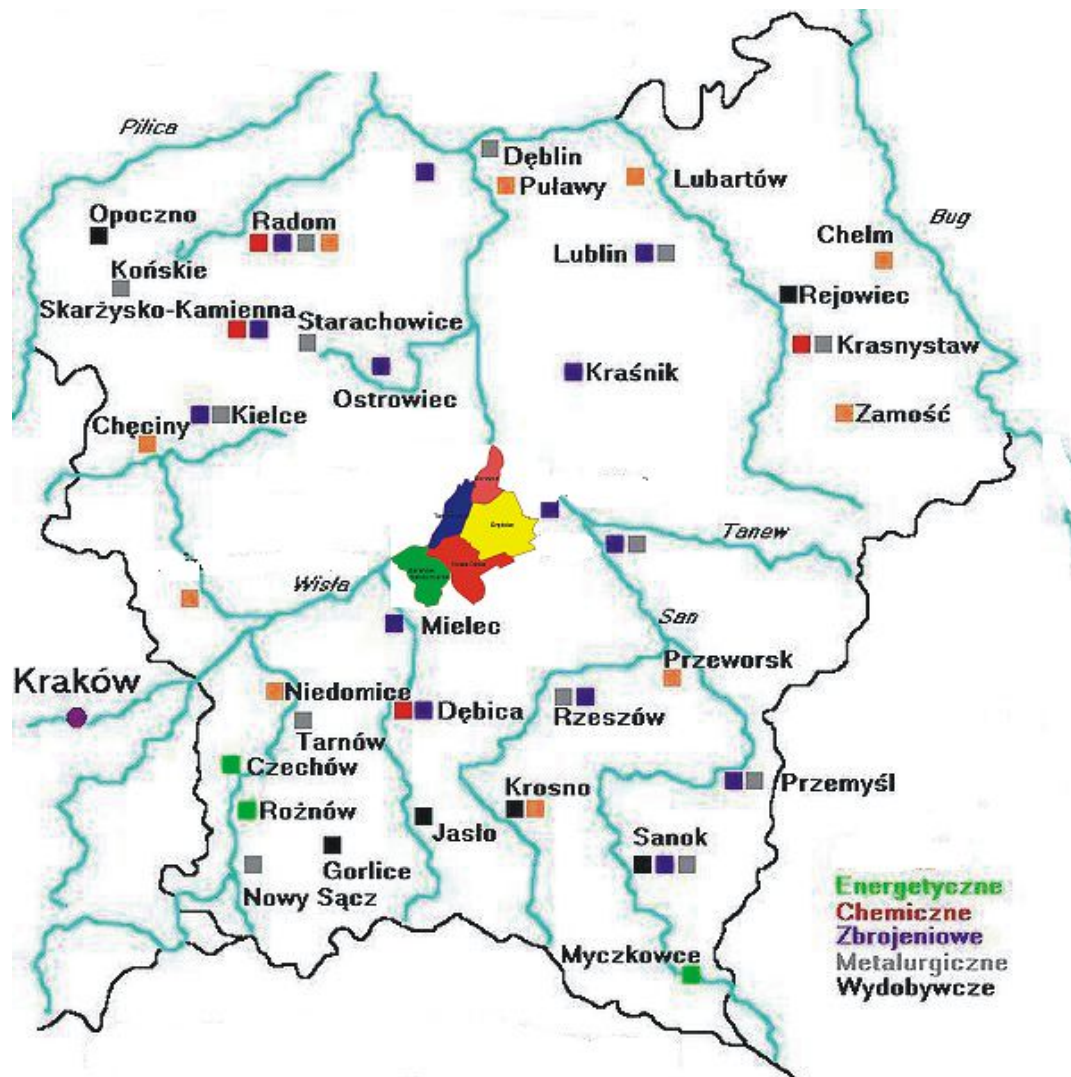 Pilica
Dęblin
Puławy
Lubartów
Opoczno
Radom
Bug
Chełm
Lublin
Końskie
Rejowiec
Skarżysko-Kamienna
Starachowice
Krasnystaw
Kraśnik
Ostrowiec
Chęciny
Kielce
Zamość
Tanew
Wisła
San
Mielec
Przeworsk
Kraków
Niedomice
Rzeszów
Dębica
Tarnów
Czechów
Krosno
Przemyśl
Rożnów
Jasło
Sanok
Gorlice
Nowy Sącz
Energetyczne
Chemiczne
Zbrojeniowe
Metalurgiczne
Wydobywcze
Myczkowce